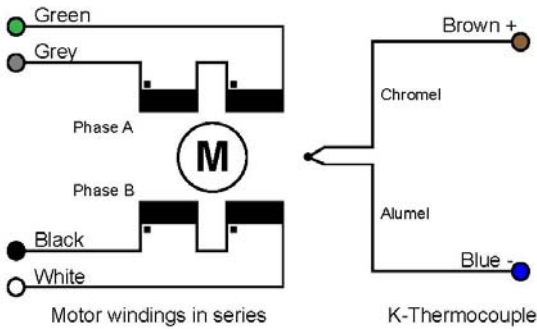 Green
Grey
Phase A
M
Phase B
Black
White
Motor windings in series
Brown +
Chromel
Alumel
Blue -
K-Thermocouple